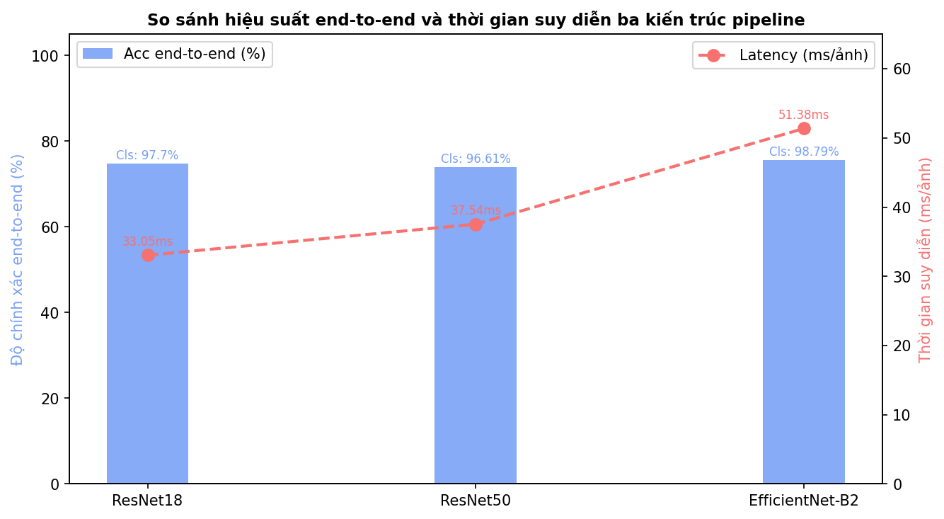 So sánh hiệu suất end-to-end và thời gian suy diễn ba kiến trúc pipeline
Acc end-to-end (%)
Latency (ms/ảnh)
Độ chính xác end-to-end (%)
100
80
60
40
20
0
Cls: 97.7%
Cls: 96.61%
Cls: 98.79%
33.05ms
37.54ms
51.38ms
60
50
40
30
20
10
0
Thời gian suy diễn (ms/ảnh)
ResNet18
ResNet50
EfficientNet-B2